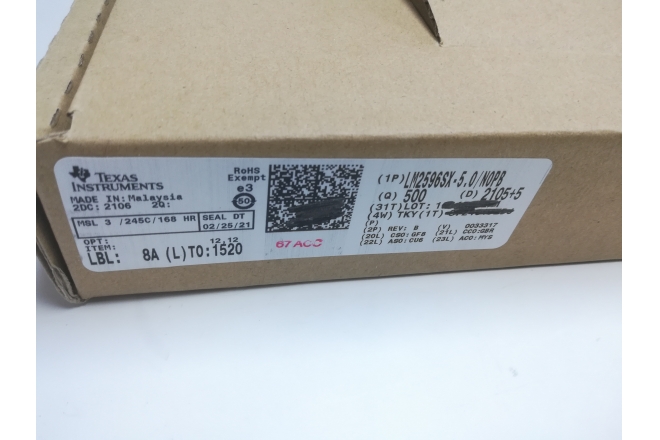 TEXAS
INSTRUMENTS
MADE IN: Malaysia
2DC: 2106 2Q:
MSL 3 /245C/168 HR
SEAL DT
02/25/21
OPT:
ITEM:
12,12
LBL: 8A (L)TO:1520
RoHS
Exempt
e3
67 ACC
(1P) LM2596SX-5.0/NOPB
(Q) 500 (D) 2105+5
(31T)LOT: 1
(4W) TKY(1T)
(P)
(2P) REV: B (V) 0033317
(20L) CSO:GF8 (21L) CCO:GBR
(22L) ASO:CU6 (23L) ACO:MYS